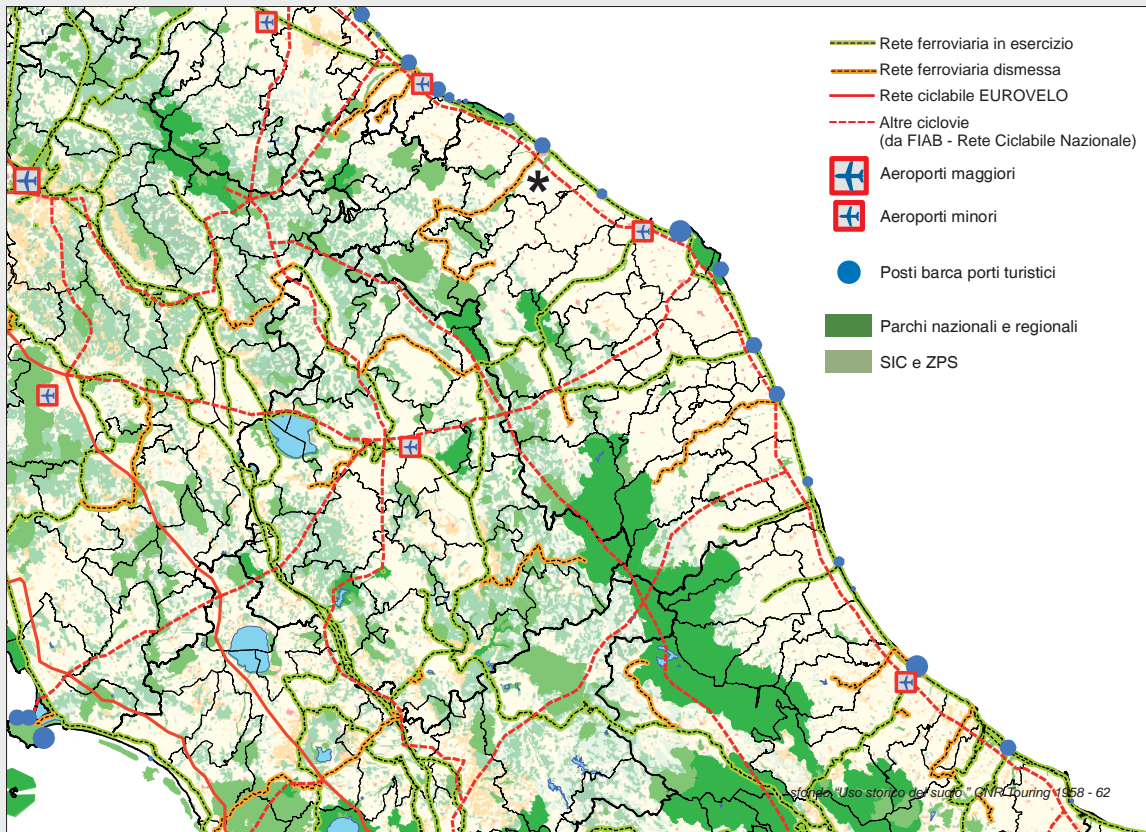 Rete ferroviaria in esercizio
Rete ferroviaria dismessa
Rete ciclabile EUROVELO
Altre ciclovie
(da FIAB - Rete Ciclabile Nazionale)
Aeroporti maggiori
Aeroporti minori
Posti barca porti turistici
Parchi nazionali e regionali
SIC e ZPS
*
sfondo "Uso storico del suolo" CNR Touring 1958 - 62